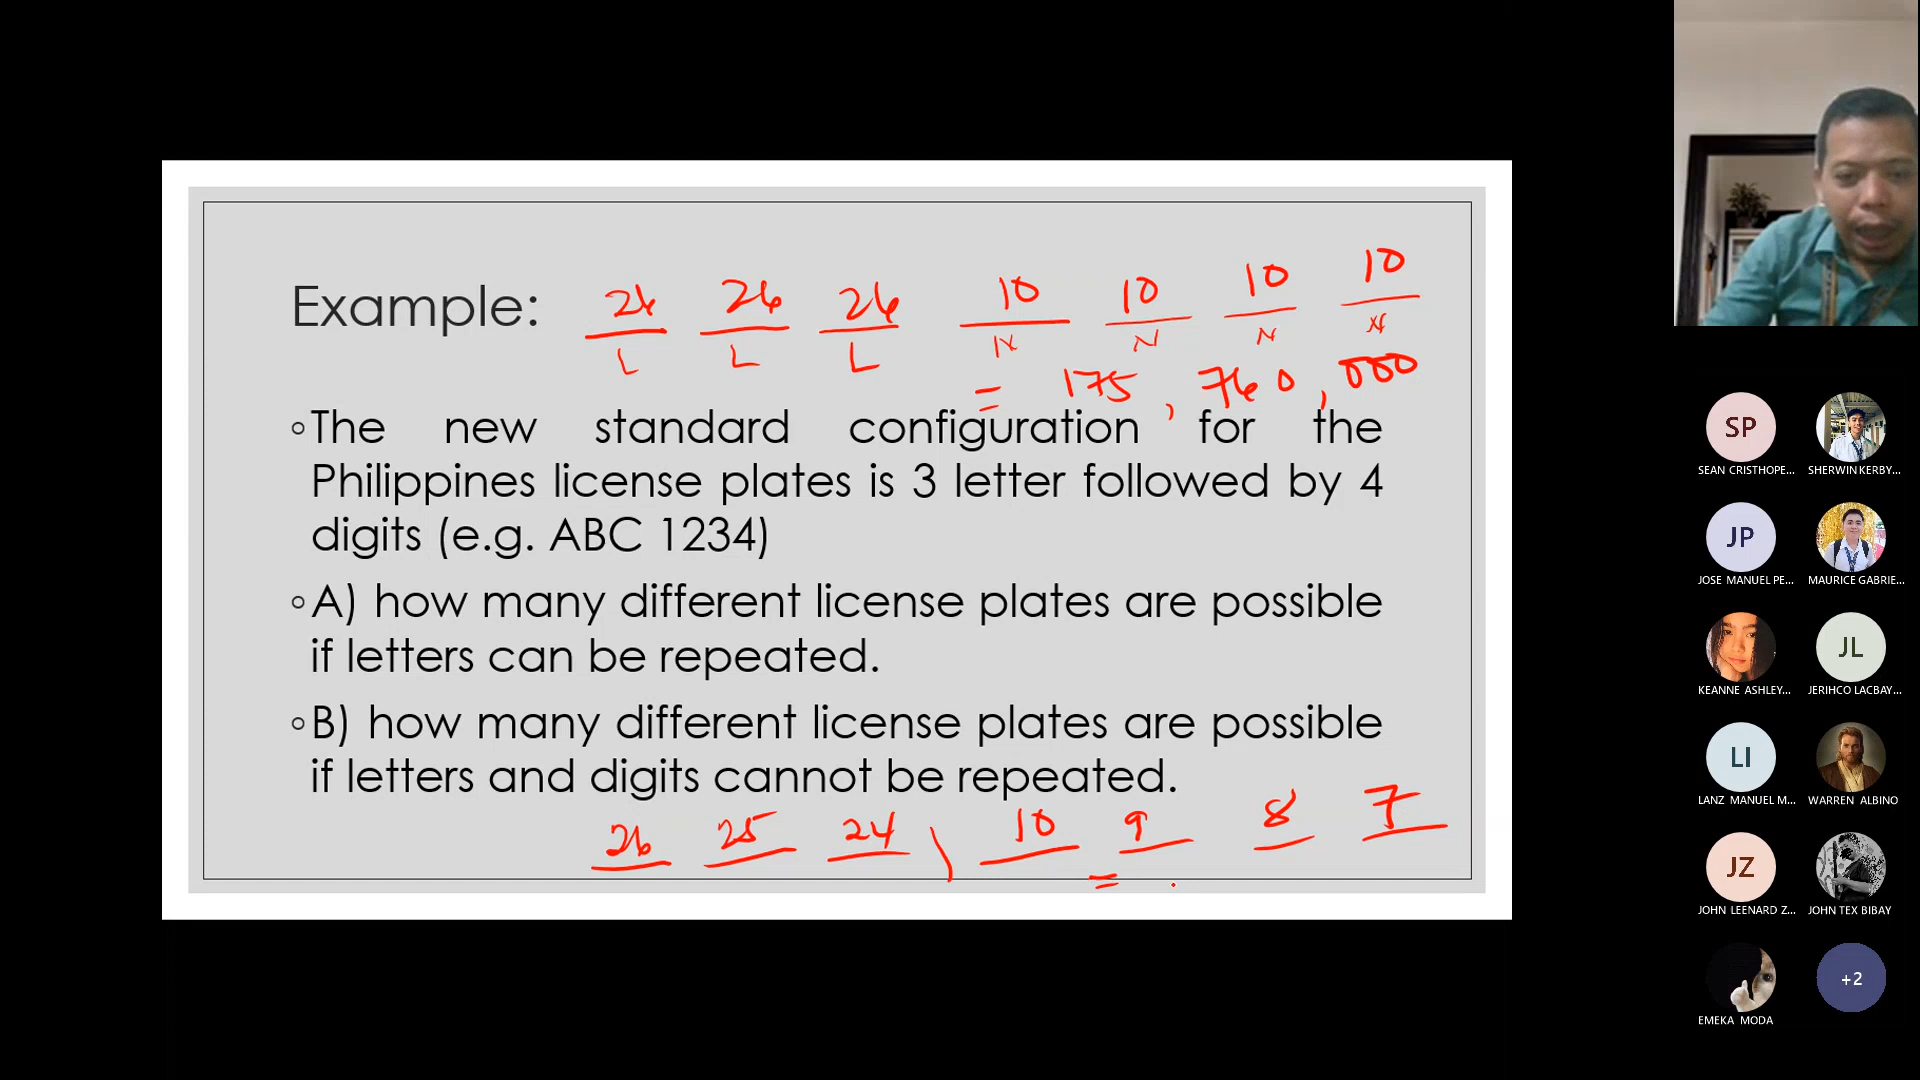 26 26 26 10 10 10 10
Example:
L L L N N N N
= 175,760,000
◦The new standard configuration for the
Philippines license plates is 3 letter followed by 4
digits (e.g. ABC 1234)
◦A) how many different license plates are possible
if letters can be repeated.
◦B) how many different license plates are possible
if letters and digits cannot be repeated.
26 25 24 10 9 8 7
=
SP
SEAN CRISTHOPE...
SHERWIN KERBY...
JP
JOSE MANUEL PE...
MAURICE GABRIE...
KEANNE ASHLEY...
JL
JERIHCO LACBAY...
LI
LANZ MANUEL M...
WARREN ALBINO
JZ
JOHN LEENARD Z...
JOHN TEX BIBAY
EMEKA MODA
+2